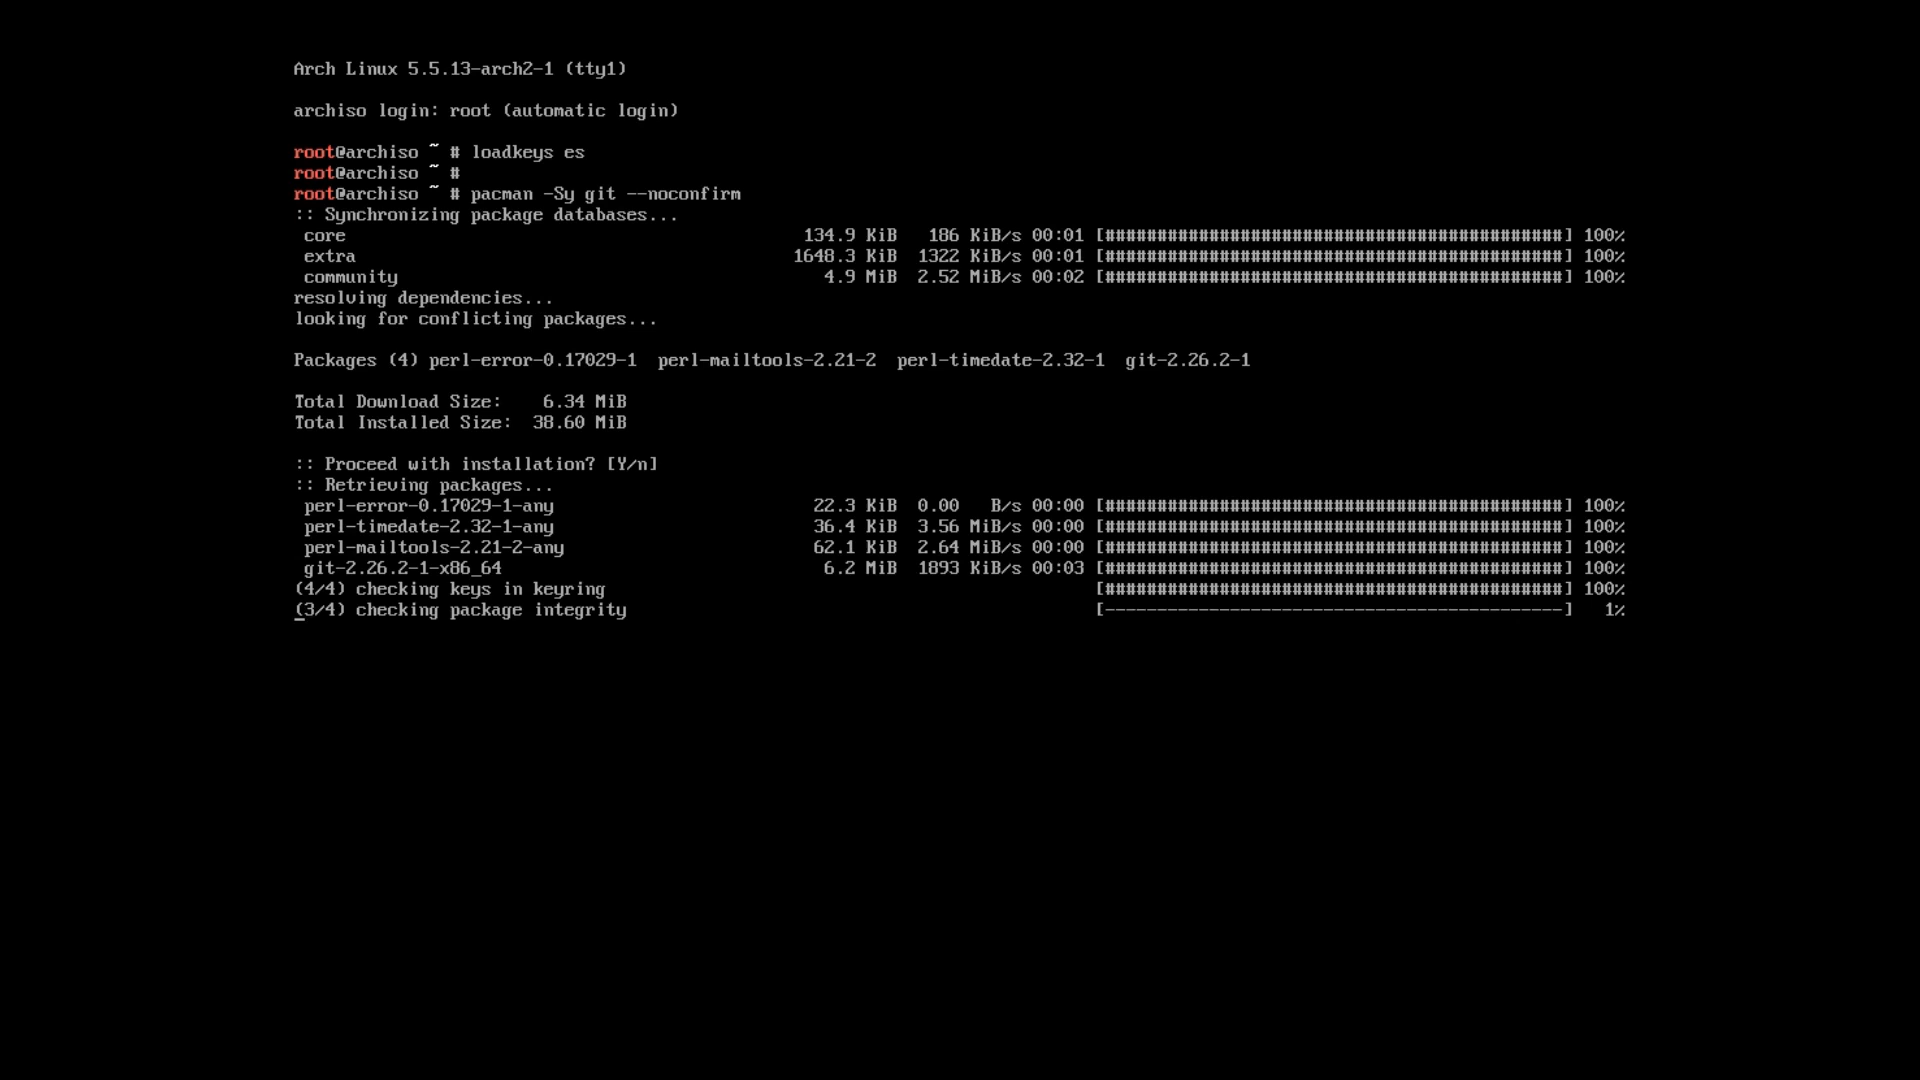 Arch Linux 5.5.13-arch2-1 (tty1)
archiso login: root (automatic login)
root@archiso ~ # loadkeys es
root@archiso ~ #
root@archiso ~ # pacman -Sy git --noconfirm
:: Synchronizing package databases...
core 134.9 KiB 186 KiB/s 00:01 [############################################] 100%
extra 1648.3 KiB 1322 KiB/s 00:01 [############################################] 100%
community 4.9 MiB 2.52 MiB/s 00:02 [############################################] 100%
resolving dependencies...
looking for conflicting packages...
Packages (4) perl-error-0.17029-1 perl-mailtools-2.21-2 perl-timedate-2.32-1 git-2.26.2-1
Total Download Size: 6.34 MiB
Total Installed Size: 38.60 MiB
:: Proceed with installation? [Y/n]
:: Retrieving packages...
perl-error-0.17029-1-any 22.3 KiB 0.00 B/s 00:00 [############################################] 100%
perl-timedate-2.32-1-any 36.4 KiB 3.56 MiB/s 00:00 [############################################] 100%
perl-mailtools-2.21-2-any 62.1 KiB 2.64 MiB/s 00:00 [############################################] 100%
git-2.26.2-1-x86_64 6.2 MiB 1893 KiB/s 00:03 [############################################] 100%
(4/4) checking keys in keyring [############################################] 100%
(3/4) checking package integrity [--------------------------------------------] 1%